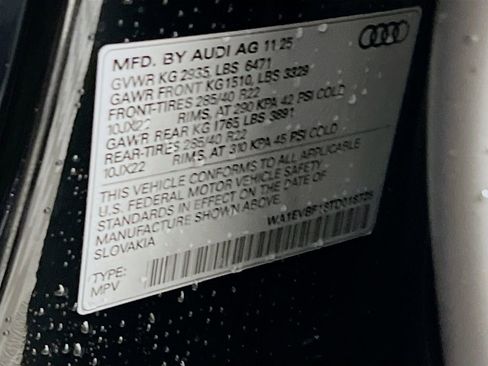 MFD. BY AUDI AG 11.25
GVWR KG 2935, LBS 6471
GAWR FRONT KG 1510, LBS 3329
FRONT-TIRES 285/40 R22
10JX22 RIMS, AT 290 KPA 42 PSI COLD
GAWR REAR KG 1765 LBS 3891
REAR-TIRES 285/40 R22
10JX22 RIMS, AT 310 KPA 45 PSI COLD
THIS VEHICLE CONFORMS TO ALL APPLICABLE
U.S. FEDERAL MOTOR VEHICLE SAFETY
STANDARDS IN EFFECT ON THE DATE OF
MANUFACTURE SHOWN ABOVE
SLOVAKIA
TYPE:
MPV